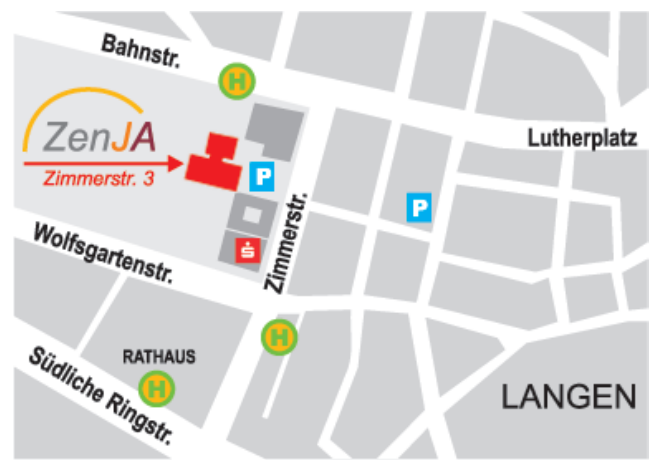 Bahnstr.
H
ZenJA
Lutherplatz
Zimmerstr. 3
P
P
Wolfsgartenstr.
Zimmerstr.
S
H
RATHAUS
H
Südliche Ringstr.
LANGEN